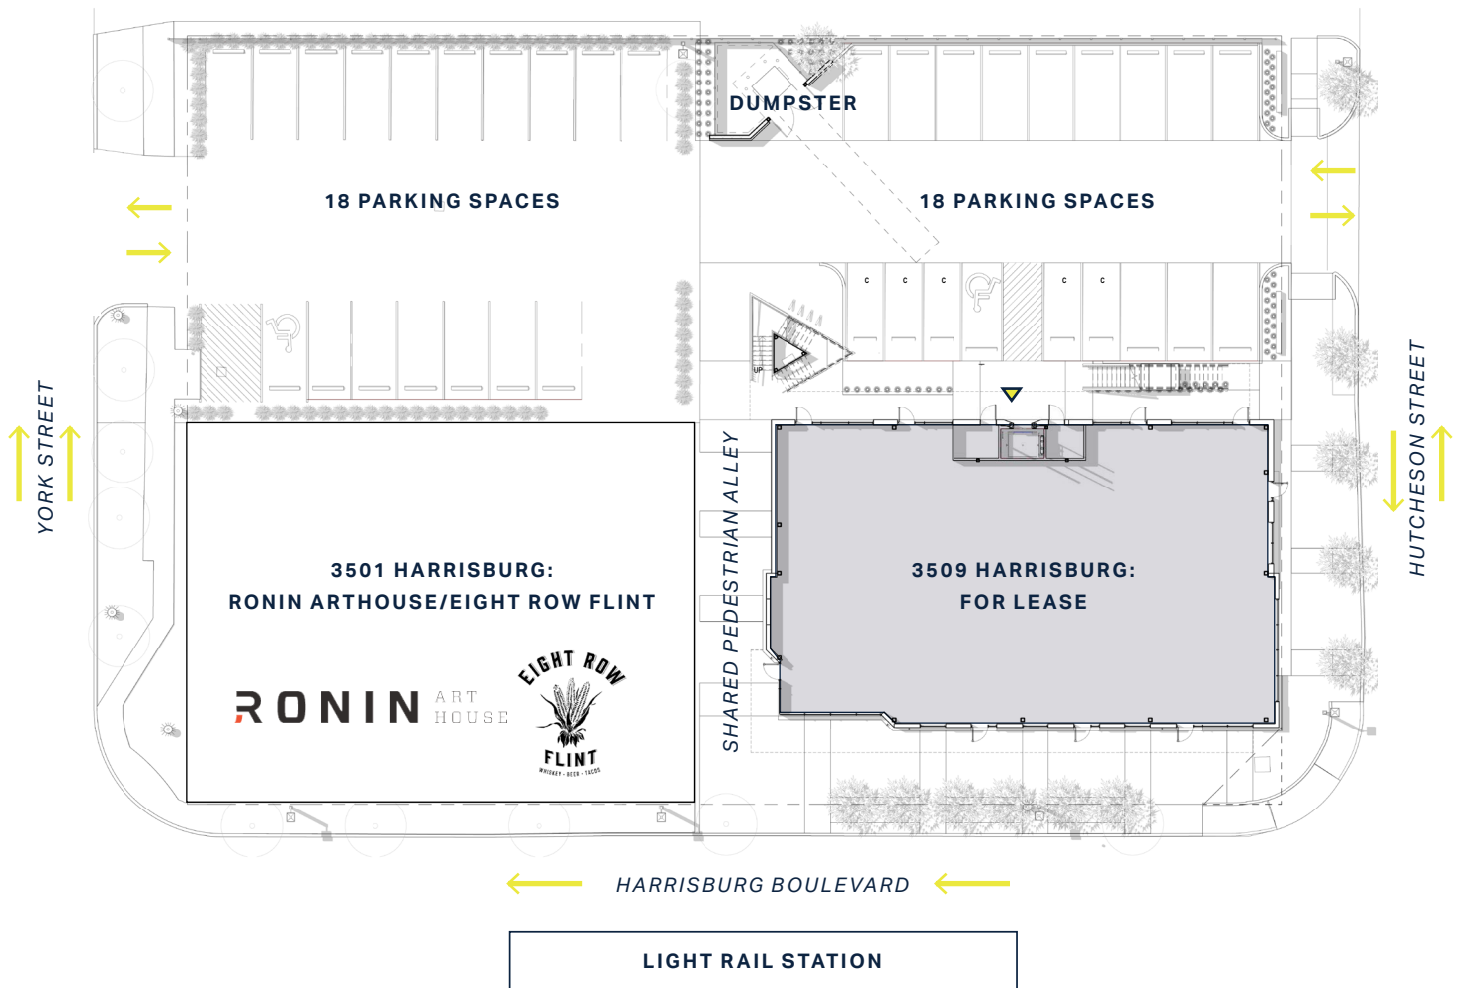 DUMPSTER
18 PARKING SPACES
18 PARKING SPACES
C
C
C
C
C
UP
YORK STREET
SHARED PEDESTRIAN ALLEY
HUTCHESON STREET
3501 HARRISBURG:
RONIN ARTHOUSE/EIGHT ROW FLINT
RONIN
ART
HOUSE
EIGHT ROW
FLINT
WHISKEY - BEER - TACOS
3509 HARRISBURG:
FOR LEASE
HARRISBURG BOULEVARD
LIGHT RAIL STATION